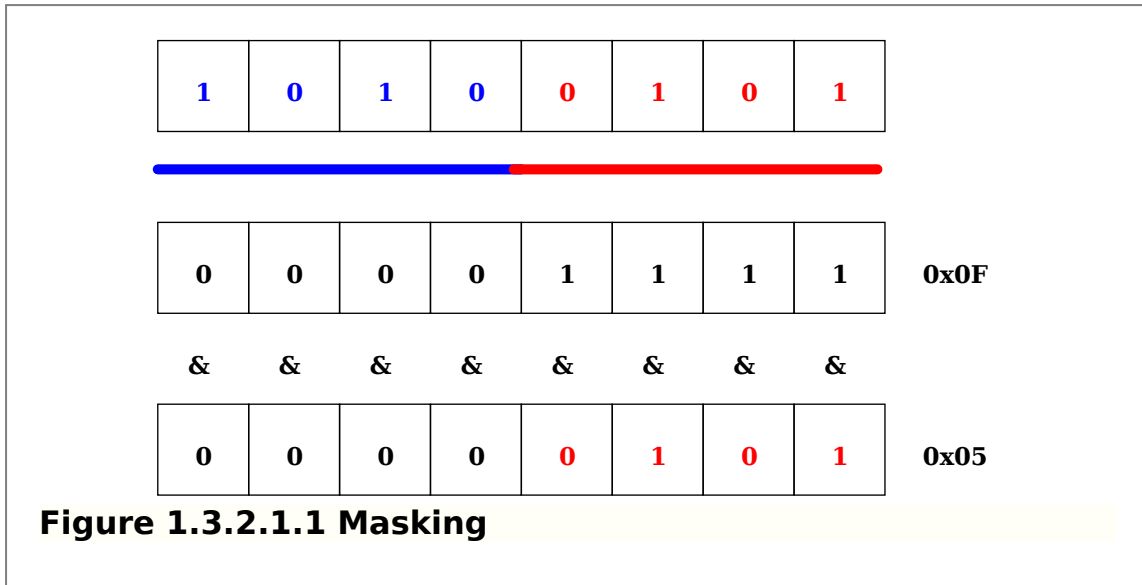 1 0 1 0 0 1 0 1
0 0 0 0 1 1 1 1 0x0F
& & & & & & & &
0 0 0 0 0 1 0 1 0x05
Figure 1.3.2.1.1 Masking